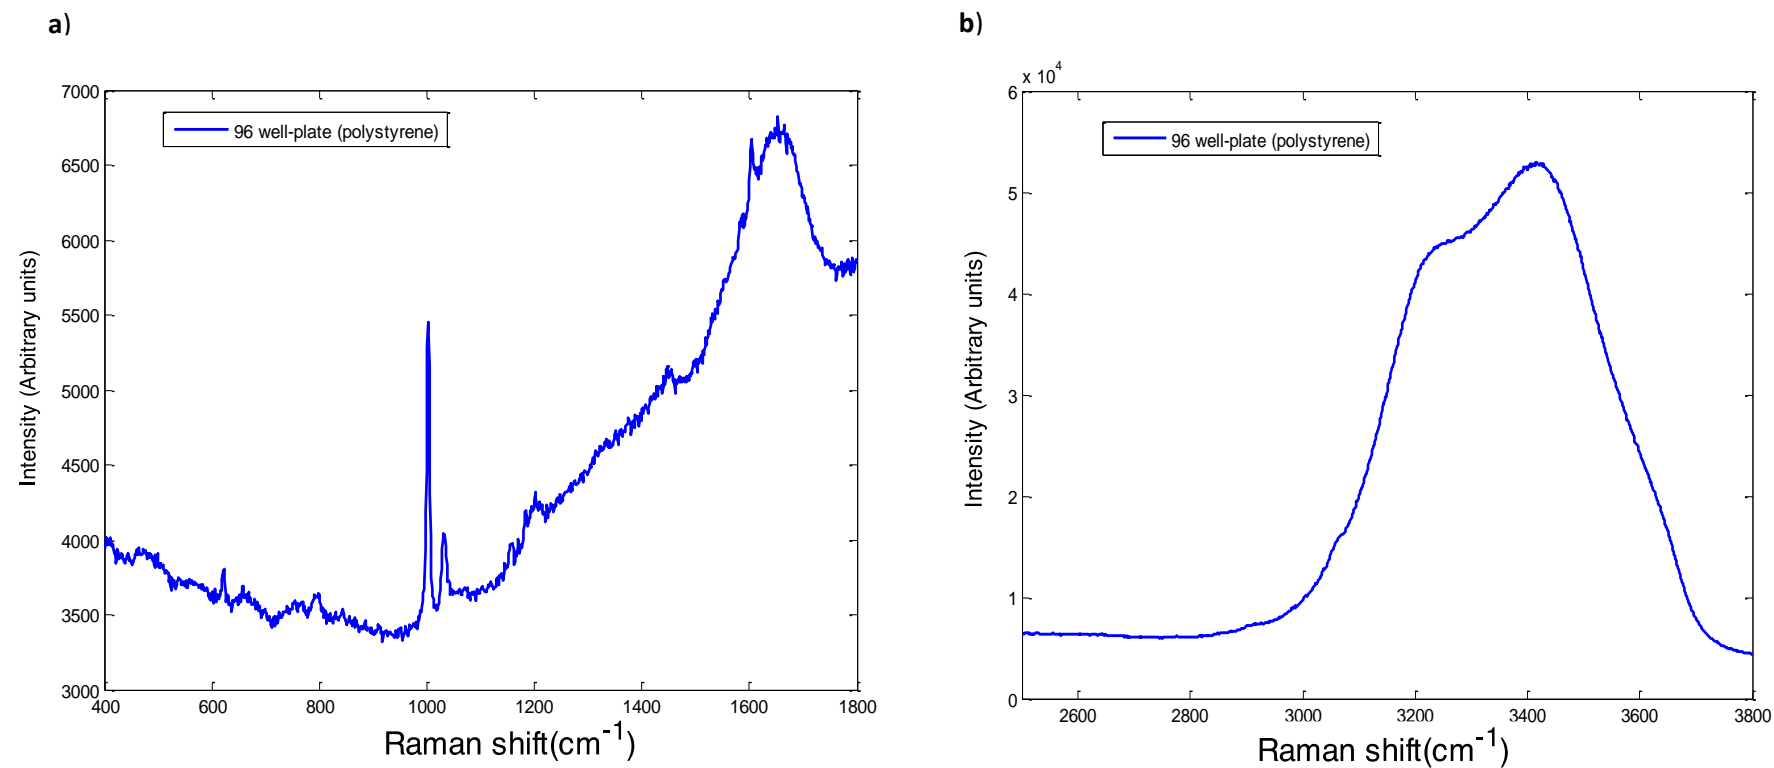 a)
7000
6500
6000
5500
5000
4500
4000
3500
3000
400 600 800 1000 1200 1400 1600 1800
Intensity (Arbitrary units)
Raman shift(cm⁻¹)
96 well-plate (polystyrene)
b)
x 10⁴
6
5
4
3
2
1
0
2600 2800 3000 3200 3400 3600 3800
Intensity (Arbitrary units)
Raman shift(cm⁻¹)
96 well-plate (polystyrene)